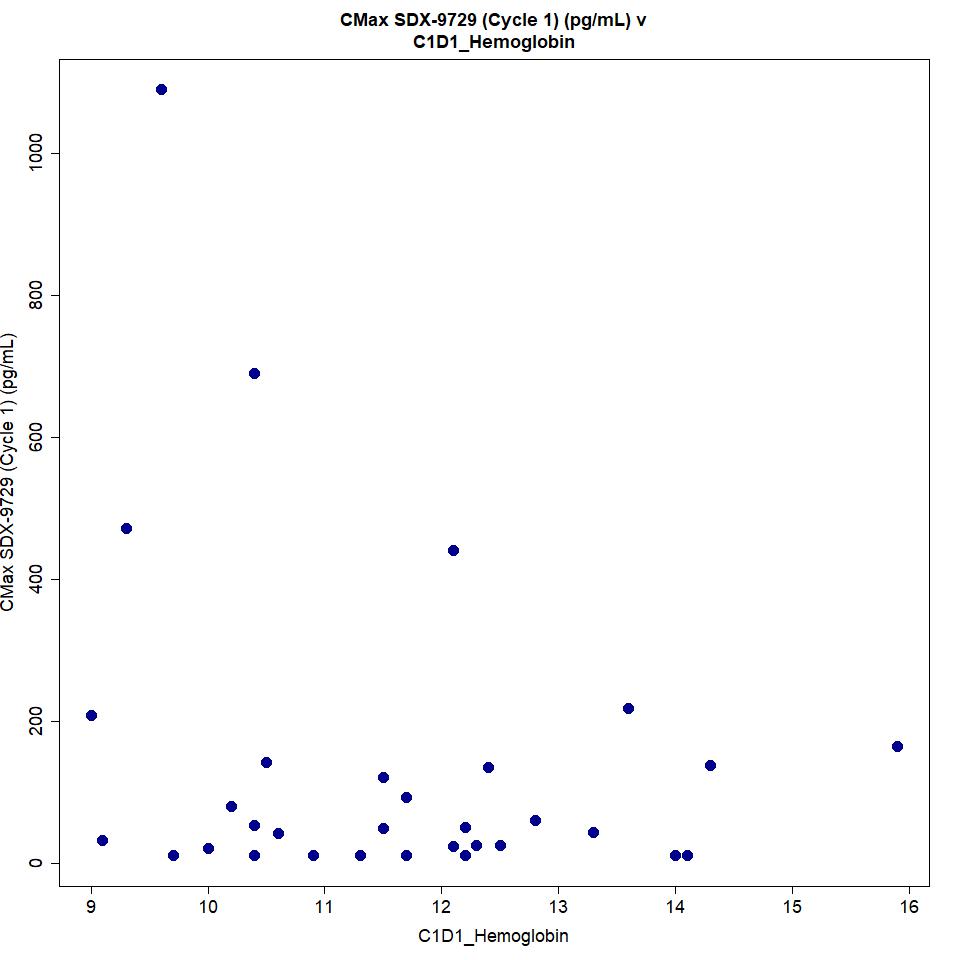 CMax SDX-9729 (Cycle 1) (pg/mL) v
C1D1_Hemoglobin
CMax SDX-9729 (Cycle 1) (pg/mL)
1000
800
600
400
200
0
9 10 11 12 13 14 15 16
C1D1_Hemoglobin